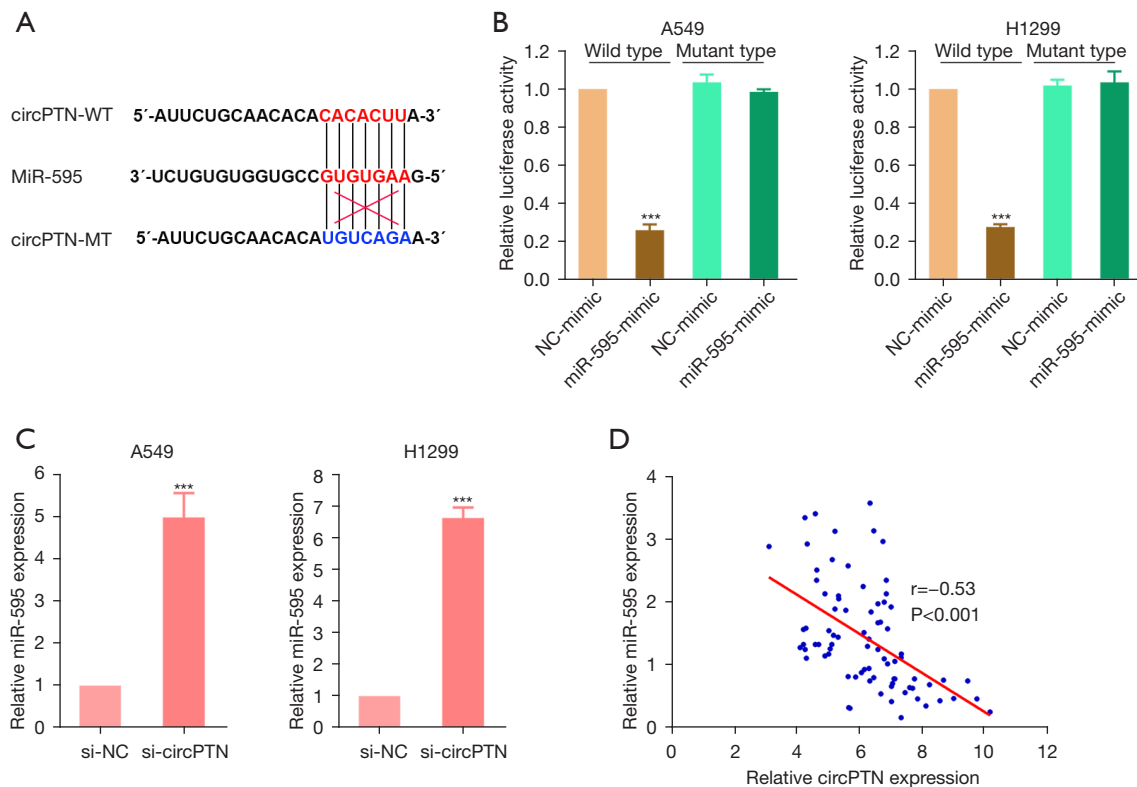 A
circPTN-WT 5´-AUUCUGCAACACACACACUUA-3´
MiR-595 3´-UCUGUGUGGUGCCGUGUGAAG-5´
circPTN-MT 5´-AUUCUGCAACACAUGUCAGAA-3´
B
A549
Wild type Mutant type
Relative luciferase activity
1.2
1.0
0.8
0.6
0.4
0.2
0.0
***
NC-mimic
miR-595-mimic
NC-mimic
miR-595-mimic
H1299
Wild type Mutant type
Relative luciferase activity
1.2
1.0
0.8
0.6
0.4
0.2
0.0
***
NC-mimic
miR-595-mimic
NC-mimic
miR-595-mimic
C
A549
Relative miR-595 expression
6
5
4
3
2
1
0
***
si-NC si-circPTN
H1299
Relative miR-595 expression
8
7
6
5
4
3
2
1
0
***
si-NC si-circPTN
D
Relative miR-595 expression
4
3
2
1
0
r=−0.53
P<0.001
0 2 4 6 8 10 12
Relative circPTN expression